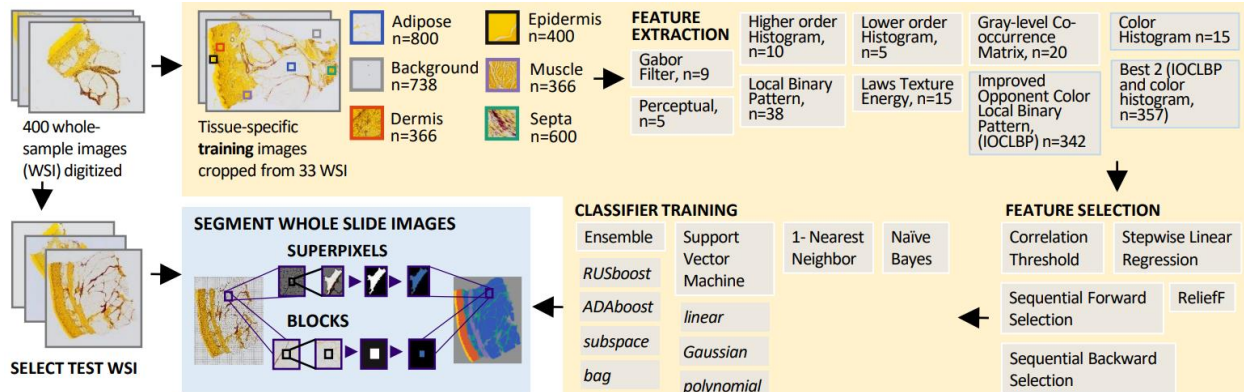 400 whole-
sample images
(WSI) digitized
Tissue-specific
training images
cropped from 33 WSI
Adipose
n=800
Background
n=738
Dermis
n=366
Epidermis
n=400
Muscle
n=366
Septa
n=600
FEATURE
EXTRACTION
Gabor
Filter, n=9
Perceptual,
n=5
Higher order
Histogram,
n=10
Local Binary
Pattern,
n=38
Lower order
Histogram,
n=5
Laws Texture
Energy, n=15
Gray-level Co-
occurrence
Matrix, n=20
Improved
Opponent Color
Local Binary
Pattern,
(IOCLBP) n=342
Color
Histogram n=15
Best 2 (IOCLBP
and color
histogram,
n=357)
FEATURE SELECTION
Correlation
Threshold
Stepwise Linear
Regression
Sequential Forward
Selection
ReliefF
Sequential Backward
Selection
CLASSIFIER TRAINING
Ensemble
RUSboost
ADAboost
subspace
bag
Support
Vector
Machine
linear
Gaussian
polynomial
1- Nearest
Neighbor
Naïve
Bayes
SEGMENT WHOLE SLIDE IMAGES
SUPERPIXELS
BLOCKS
SELECT TEST WSI